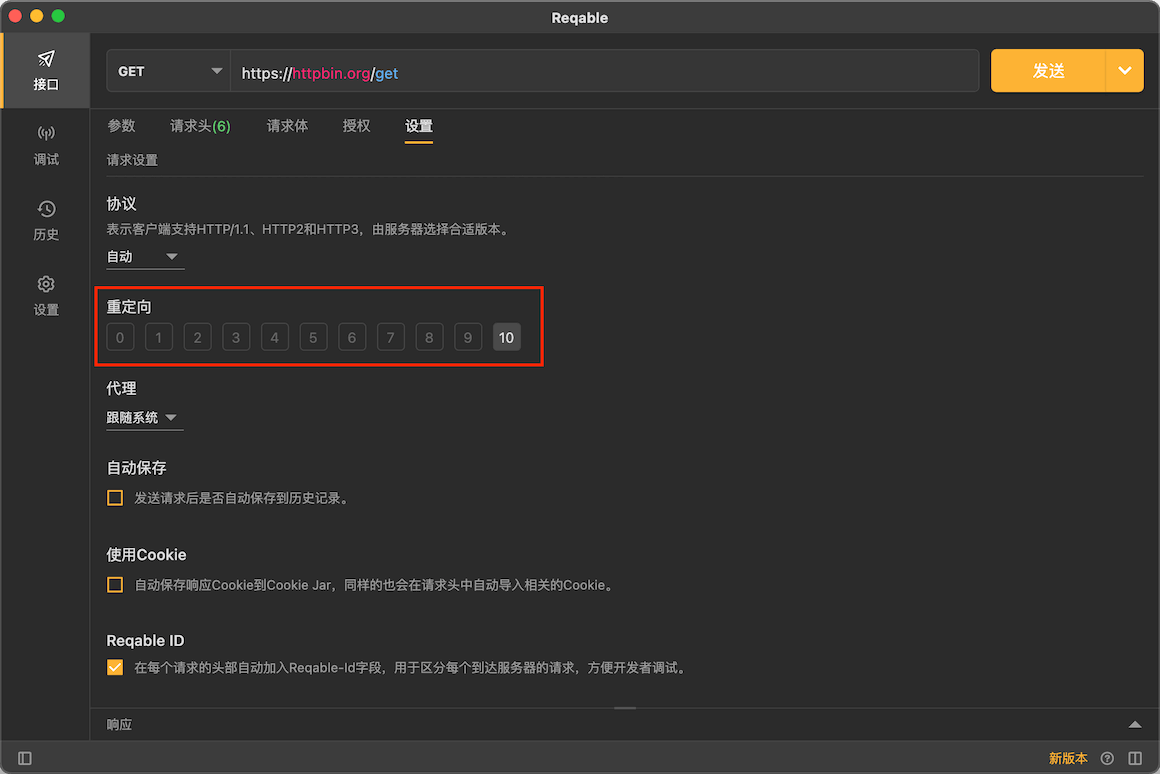 Reqable
接口
GET
https://httpbin.org/get
发送
参数
请求头(6)
请求体
授权
设置
调试
请求设置
协议
表示客户端支持HTTP/1.1、HTTP2和HTTP3，由服务器选择合适版本。
历史
自动
设置
重定向
0 1 2 3 4 5 6 7 8 9 10
代理
跟随系统
自动保存
发送请求后是否自动保存到历史记录。
使用Cookie
自动保存响应Cookie到Cookie Jar，同样的也会在请求头中自动导入相关的Cookie。
Reqable ID
在每个请求的头部自动加入Reqable-Id字段，用于区分每个到达服务器的请求，方便开发者调试。
响应
新版本